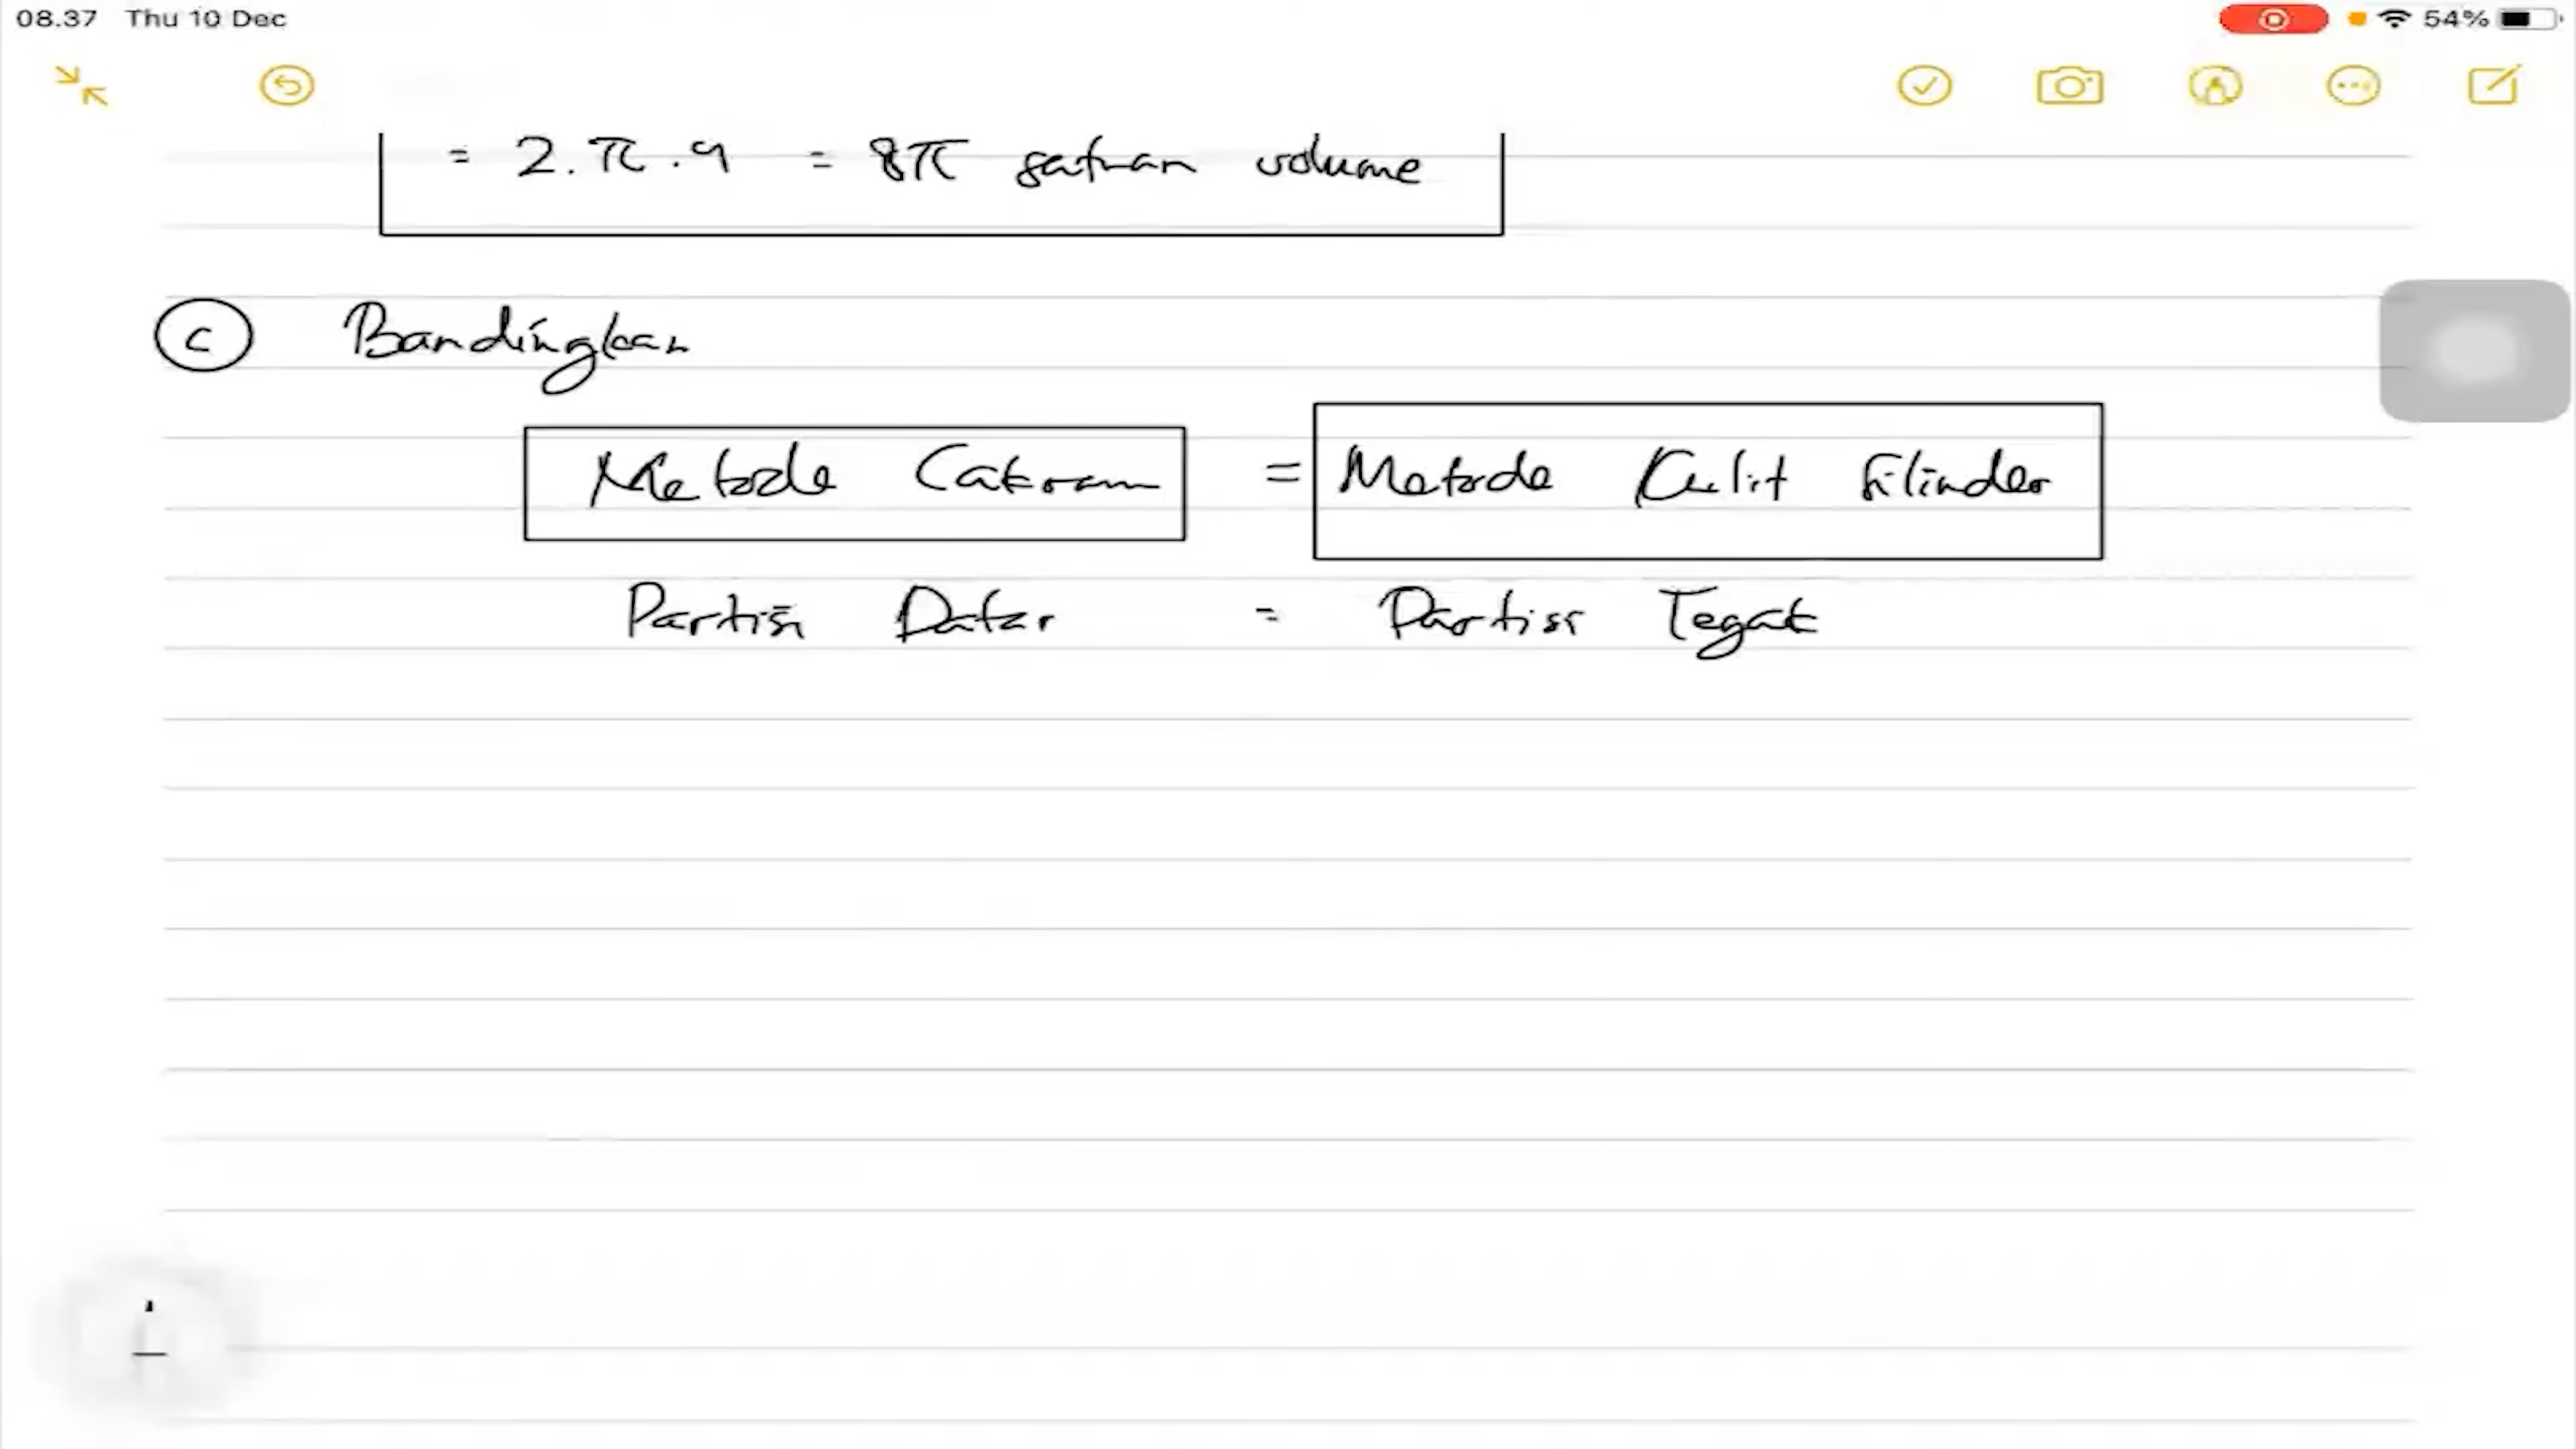 08.37 Thu 10 Dec 54%
= 2.π.4 = 8π satuan volume
c Bandingkan
Metode Cakram = Metode Kulit Silinder
Partisi Datar = Partisi Tegak